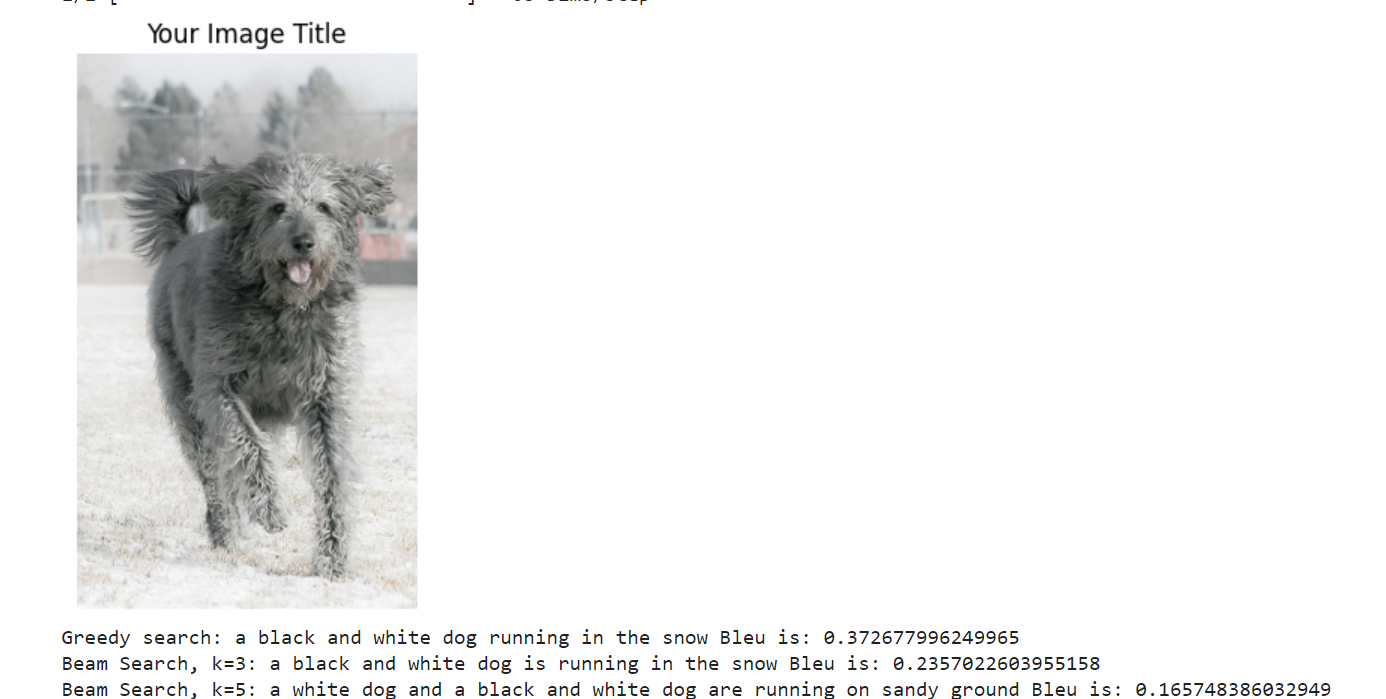 Your Image Title
Greedy search: a black and white dog running in the snow Bleu is: 0.372677996249965
Beam Search, k=3: a black and white dog is running in the snow Bleu is: 0.2357022603955158
Beam Search, k=5: a white dog and a black and white dog are running on sandy ground Bleu is: 0.165748386032949